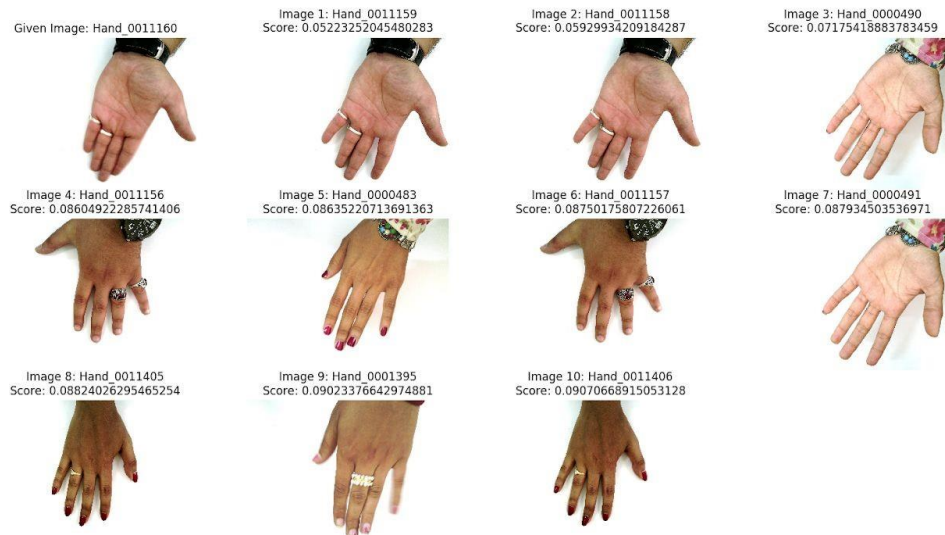 Given Image: Hand_0011160
Image 1: Hand_0011159
Score: 0.05223252045480283
Image 2: Hand_0011158
Score: 0.05929934209184287
Image 3: Hand_0000490
Score: 0.07175418883783459
Image 4: Hand_0011156
Score: 0.08604922285741406
Image 5: Hand_0000483
Score: 0.08635220713691363
Image 6: Hand_0011157
Score: 0.08750175807226061
Image 7: Hand_0000491
Score: 0.087934503536971
Image 8: Hand_0011405
Score: 0.08824026295465254
Image 9: Hand_0001395
Score: 0.09023376642974881
Image 10: Hand_0011406
Score: 0.09070668915053128